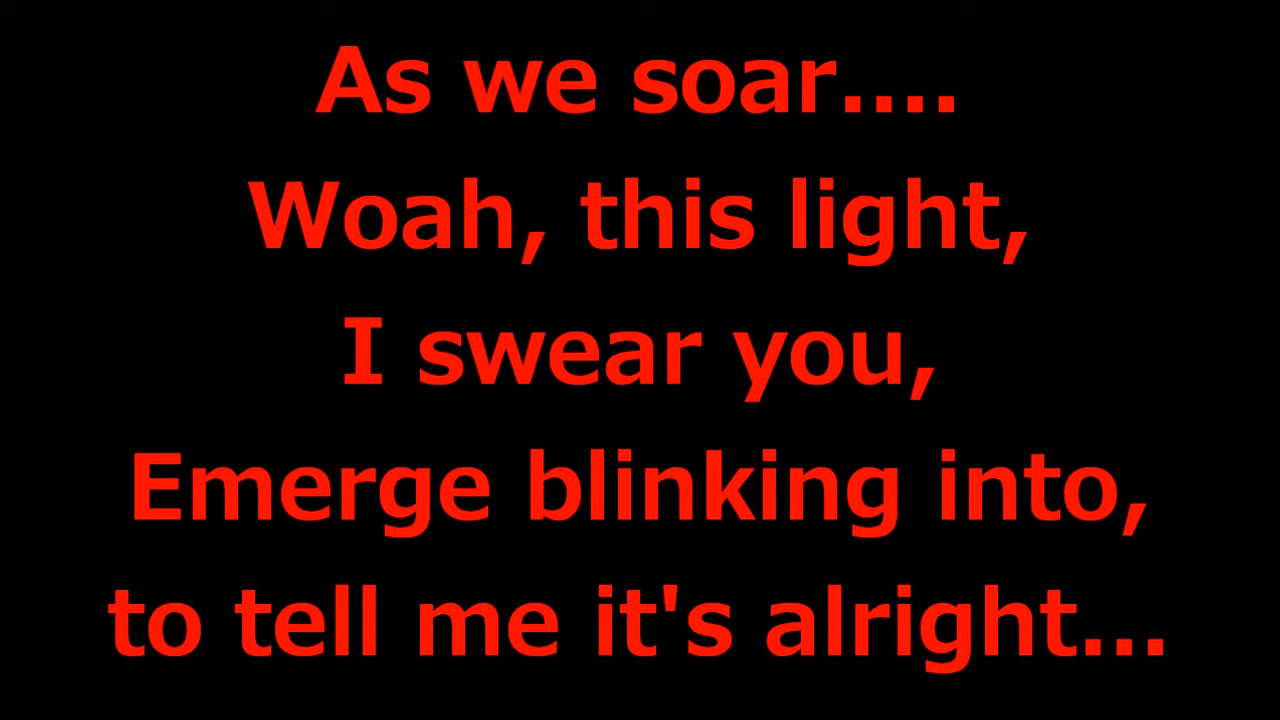 As we soar....
Woah, this light,
I swear you,
Emerge blinking into,
to tell me it's alright...